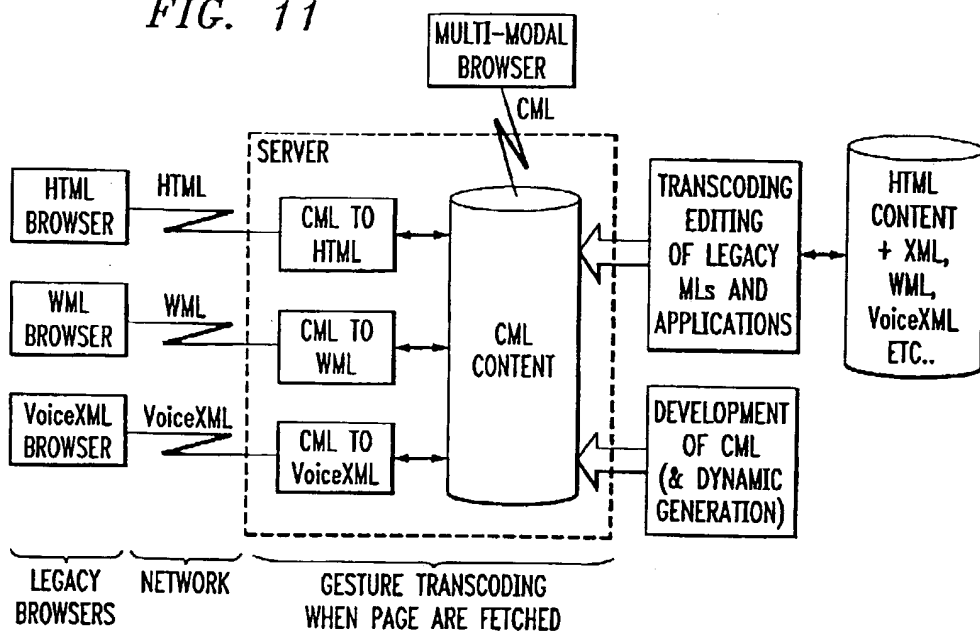 FIG. 11
MULTI-MODAL
BROWSER
CML
SERVER
HTML
BROWSER
HTML
CML TO
HTML
WML
BROWSER
WML
CML TO
WML
VoiceXML
BROWSER
VoiceXML
CML TO
VoiceXML
CML
CONTENT
TRANSCODING
EDITING
OF LEGACY
MLs AND
APPLICATIONS
HTML
CONTENT
+ XML,
WML,
VoiceXML
ETC..
DEVELOPMENT
OF CML
(& DYNAMIC
GENERATION)
LEGACY
BROWSERS
NETWORK
GESTURE TRANSCODING
WHEN PAGE ARE FETCHED